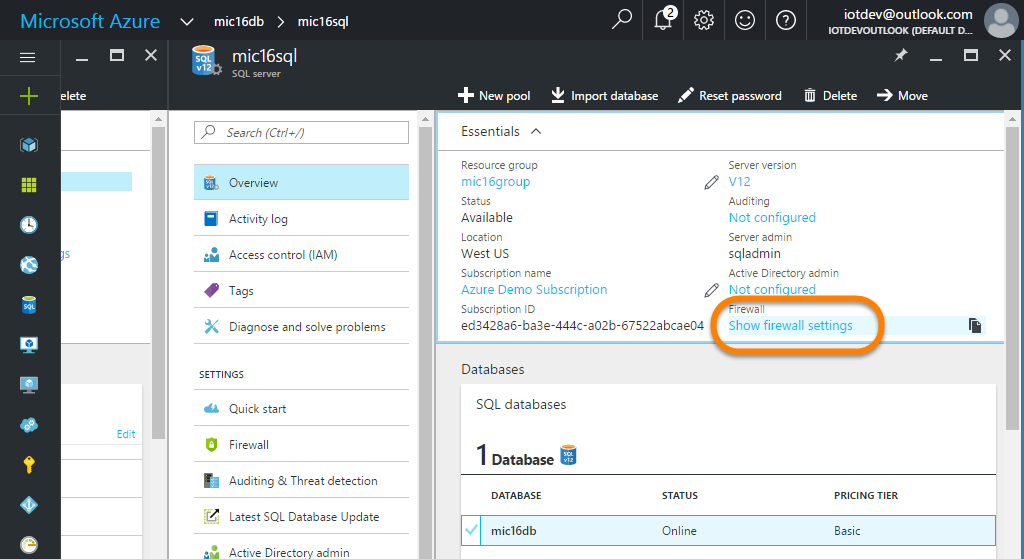 Microsoft Azure mic16db mic16sql
2
iotdev@outlook.com
IOTDEVOUTLOOK (DEFAULT D...
elete
gs
Edit
SQL v12
mic16sql
SQL server
New pool Import database Reset password Delete Move
Search (Ctrl+/)
Overview
Activity log
Access control (IAM)
Tags
Diagnose and solve problems
SETTINGS
Quick start
Firewall
Auditing & Threat detection
Latest SQL Database Update
Active Directory admin
Essentials
Resource group
mic16group
Status
Available
Location
West US
Subscription name
Azure Demo Subscription
Subscription ID
ed3428a6-ba3e-444c-a02b-67522abcae04
Server version
V12
Auditing
Not configured
Server admin
sqladmin
Active Directory admin
Not configured
Firewall
Show firewall settings
Databases
SQL databases
1 Database
DATABASE STATUS PRICING TIER
mic16db Online Basic